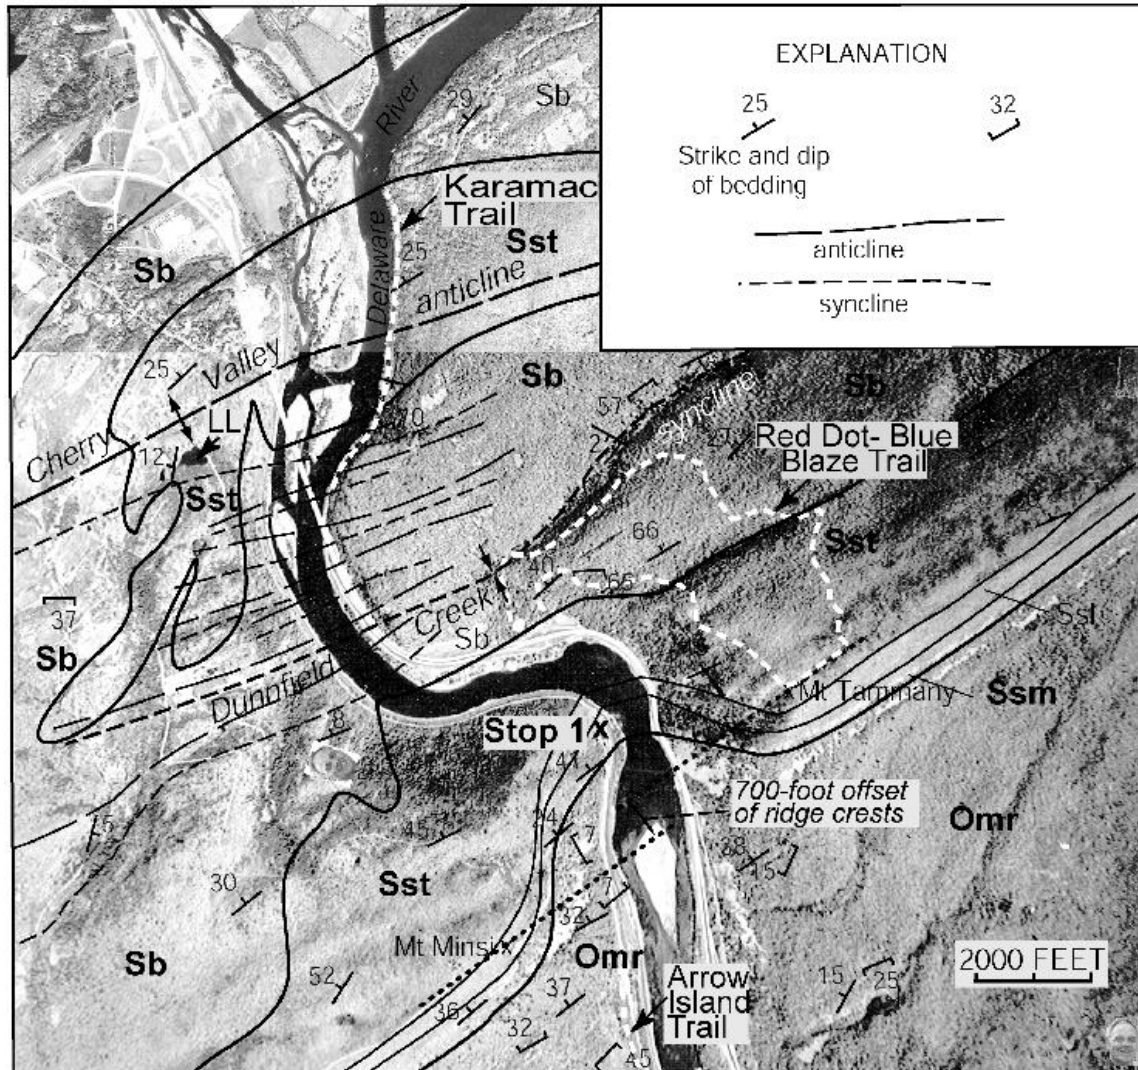 EXPLANATION
25
32
Strike and dip
of bedding
anticline
syncline
River
29
Sb
Karamac
Trail
Delaware
Sst
25
anticline
Sb
Valley
25
Cherry
LL
12
Sst
70
Sb
57
syncline
Sb
27
Red Dot- Blue
Blaze Trail
66
Sst
40
65
37
Sb
Creek
Sb
Dunnfield
8
Ssl
Mt Tammany
Ssm
Stop 1 x
41
700-foot offset
of ridge crests
Omr
24
7
45
Sst
38
15
30
7
32
Mt Minsi x
Sb
Omr
52
2000 FEET
15
25
37
Arrow
Island
Trail
36
32
45